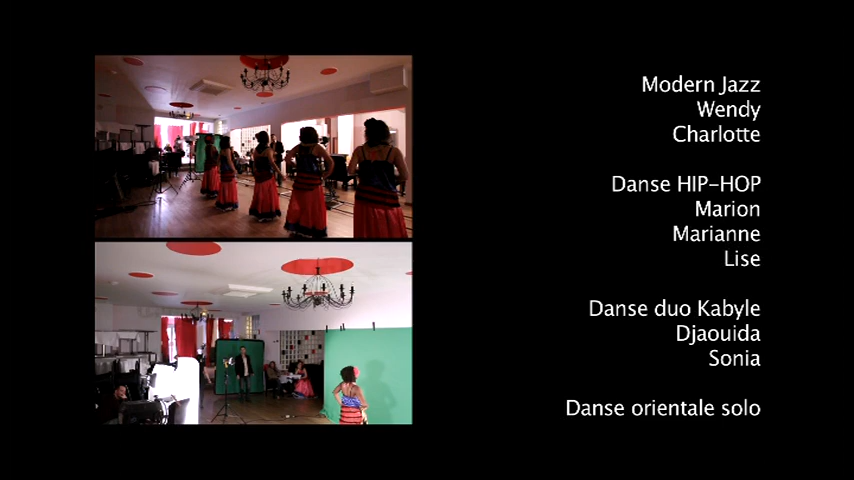 Modern Jazz
Wendy
Charlotte
Danse HIP-HOP
Marion
Marianne
Lise
Danse duo Kabyle
Djaouida
Sonia
Danse orientale solo